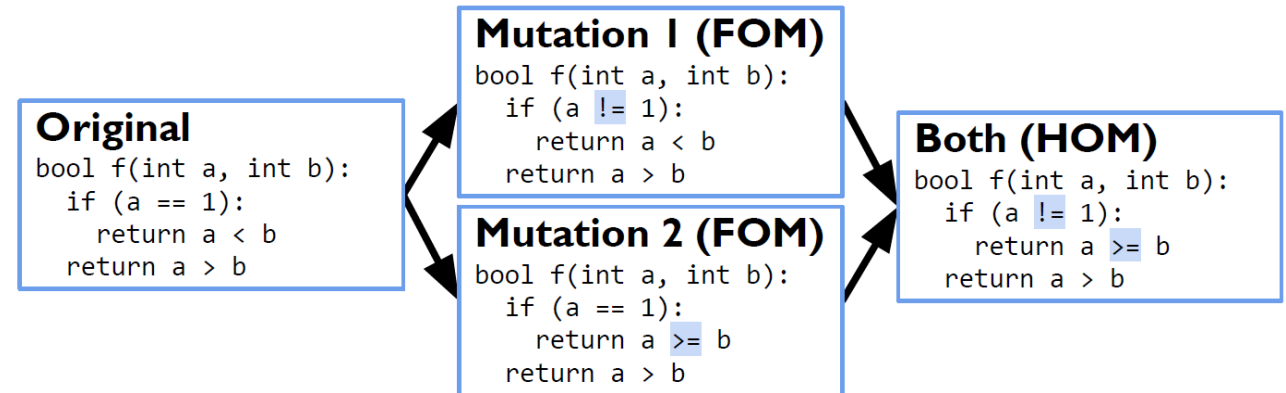 Original
bool f(int a, int b):
  if (a == 1):
    return a < b
  return a > b
Mutation 1 (FOM)
bool f(int a, int b):
  if (a != 1):
    return a < b
  return a > b
Mutation 2 (FOM)
bool f(int a, int b):
  if (a == 1):
    return a >= b
  return a > b
Both (HOM)
bool f(int a, int b):
  if (a != 1):
    return a >= b
  return a > b